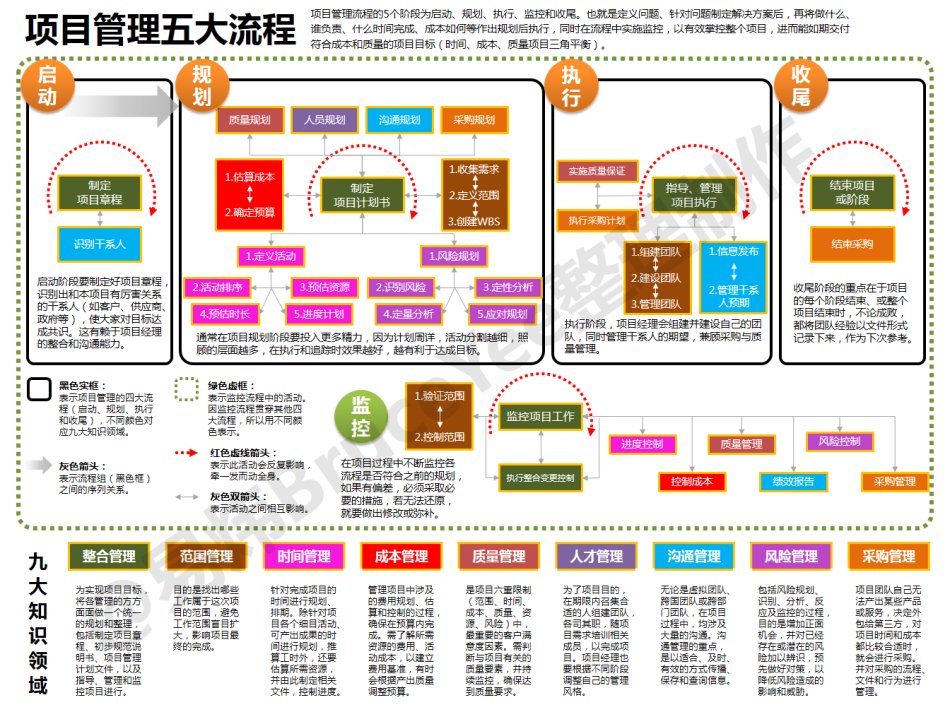 项目管理五大流程
项目管理流程的5个阶段为启动、规划、执行、监控和收尾。也就是定义问题、针对问题制定解决方案后，再将做什么、
谁负责、什么时间完成、成本如何等作出规划后执行，同时在流程中实施监控，以有效掌控整个项目，进而能如期交付
符合成本和质量的项目目标（时间、成本、质量项目三角平衡）。
启动
制定
项目章程
识别干系人
启动阶段要制定好项目章程，
识别出和本项目有厉害关系
的干系人（如客户、供应商、
政府等），使大家对目标达
成共识。这有赖于项目经理
的整合和沟通能力。
规划
质量规划
人员规划
沟通规划
采购规划
1.估算成本
2.确定预算
制定
项目计划书
1.收集需求
2.定义范围
3.创建WBS
1.定义活动
2.活动排序
3.预估资源
4.预估时长
5.进度计划
1.风险规划
2.识别风险
3.定性分析
4.定量分析
5.应对规划
通常在项目规划阶段要投入更多精力，因为计划周详，活动分割越细，照
顾的层面越多，在执行和追踪时效果越好，越有利于达成目标。
执行
实施质量保证
执行采购计划
指导、管理
项目执行
1.组建团队
2.建设团队
3.管理团队
1.信息发布
2.管理干系
人预期
执行阶段，项目经理会组建并建设自己的团
队，同时管理干系人的期望，兼顾采购与质
量管理。
收尾
结束项目
或阶段
结束采购
收尾阶段的重点在于项目
的每个阶段结束、或整个
项目结束时，不论成败，
都将团队经验以文件形式
记录下来，作为下次参考。
黑色实框：
表示项目管理的四大流
程（启动、规划、执行
和收尾），不同颜色对
应九大知识领域。
灰色箭头：
表示流程组（黑色框）
之间的序列关系。
绿色虚框：
表示监控流程中的活动。
因监控流程贯穿其他四
大流程，所以用不同颜
色表示。
红色虚线箭头：
表示此活动会反复影响，
牵一发而动全身。
灰色双箭头：
表示活动之间相互影响。
监控
在项目过程中不断监控各
流程是否符合之前的规划，
如果有偏差，必须采取必
要的措施，若无法还原，
就要做出修改或弥补。
1.验证范围
2.控制范围
监控项目工作
执行整合变更控制
进度控制
质量管理
风险控制
控制成本
绩效报告
采购管理
九大知识领域
整合管理
为实现项目目标，
将各管理的方方
面面做一个统一
的规划和整理，
包括制定项目章
程、初步规范说
明书、项目管理
计划文件，以及
指导、管理和监
控项目进行。
范围管理
目的是找出哪些
工作属于这次项
目的范围，避免
工作范围盲目扩
大，影响项目最
终的完成。
时间管理
针对完成项目的
时间进行规划、
排期。除针对项
目各个细目活动、
可产出成果的时
间进行规划，推
算工时外，还要
估算所需资源，
并由此制定相关
文件，控制进度。
成本管理
管理项目中涉及
的费用规划、估
算和控制的过程，
确保在预算内完
成。需了解所需
资源的费用、活
动成本，以建立
费用基准，有时
会根据产出质量
调整预算。
质量管理
是项目六重限制
（范围、时间、
成本、质量、资
源、风险）中，
最重要的客户满
意度因素。需判
断与项目有关的
质量要素，并持
续监控，确保达
到质量要求。
人才管理
为了项目目的，
在期限内召集合
适的人组建团队，
各司其职，随项
目需求培训相关
成员，以完成项
目。项目经理也
要根据不同阶段
调整自己的管理
风格。
沟通管理
无论是虚拟团队、
跨国团队或跨部
门团队，在项目
过程中，均涉及
大量的沟通。沟
通管理的重点，
是以适合、及时、
有效的方式传播、
保存和查询信息。
风险管理
包括风险规划、
识别、分析、反
应及监控的过程，
目的是增加正面
机会，并对已经
存在或潜在的风
险加以辨识，预
先做好对策，以
降低风险造成的
影响和威胁。
采购管理
项目团队自己无
法产出某些产品
或服务，决定外
包给第三方，对
项目时间和成本
都比较合适时，
就会进行采购。
并对采购的流程、
文件和行为进行
管理。